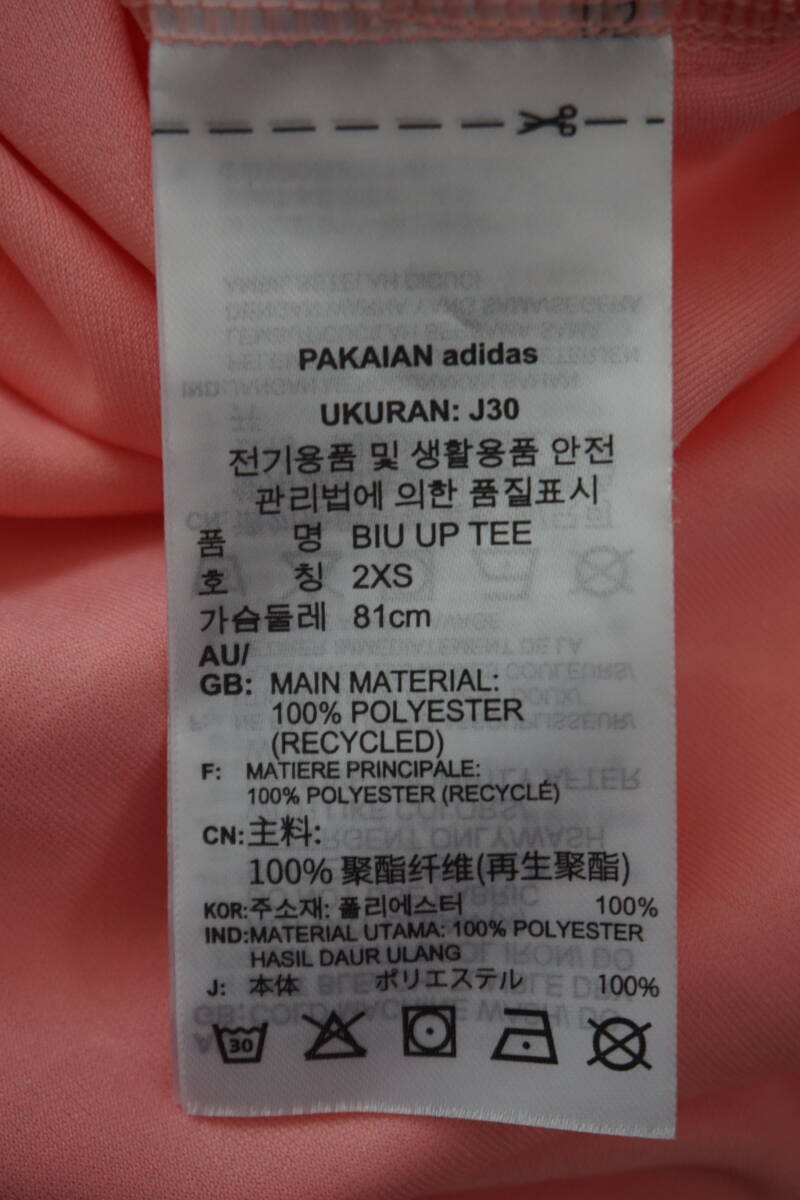 PAKAIAN adidas
UKURAN: J30
전기용품 및 생활용품 안전
관리법에 의한 품질표시
품 명 BIU UP TEE
호 칭 2XS
가슴둘레 81cm
AU/
GB: MAIN MATERIAL:
100% POLYESTER
(RECYCLED)
F: MATIERE PRINCIPALE:
100% POLYESTER (RECYCLÉ)
CN: 主料:
100% 聚酯纤维(再生聚酯)
KOR: 주소재: 폴리에스터 100%
IND: MATERIAL UTAMA: 100% POLYESTER
HASIL DAUR ULANG
J: 本体 ポリエステル 100%
30